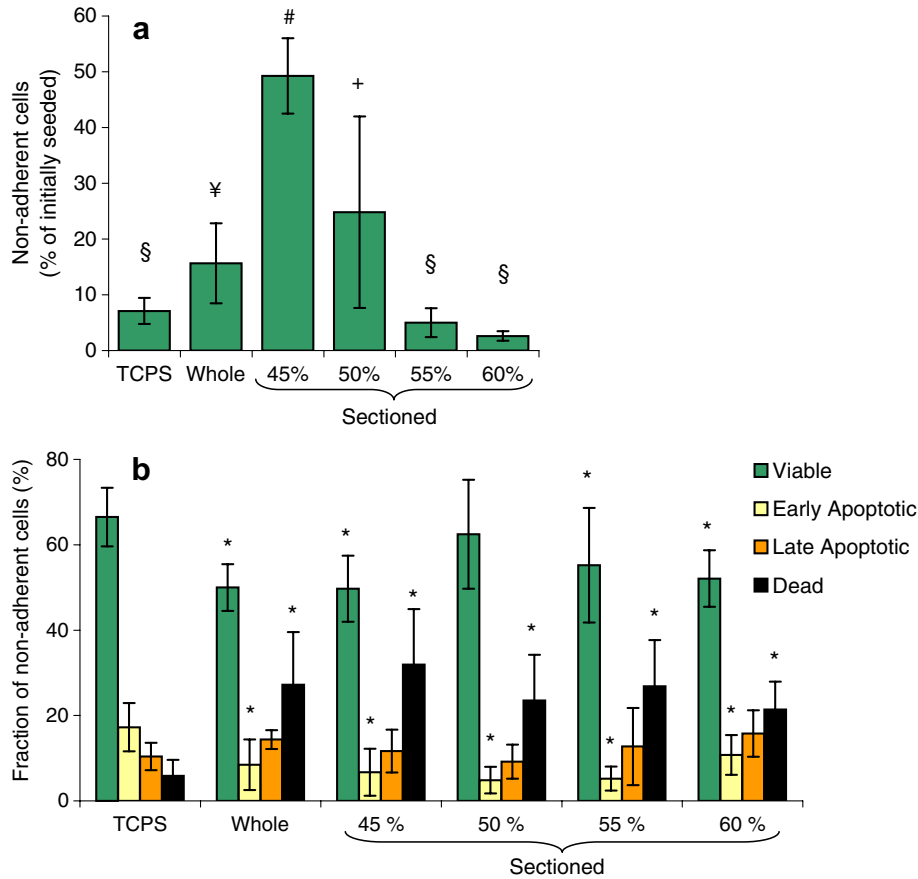 a
Non-adherent cells
(% of initially seeded)
60
50
40
30
20
10
0
§
¥
#
+
§
§
TCPS Whole 45% 50% 55% 60%
Sectioned
b
Fraction of non-adherent cells (%)
80
60
40
20
0
* * * * * * * * * * * * * *
Viable
Early Apoptotic
Late Apoptotic
Dead
TCPS Whole 45 % 50 % 55 % 60 %
Sectioned